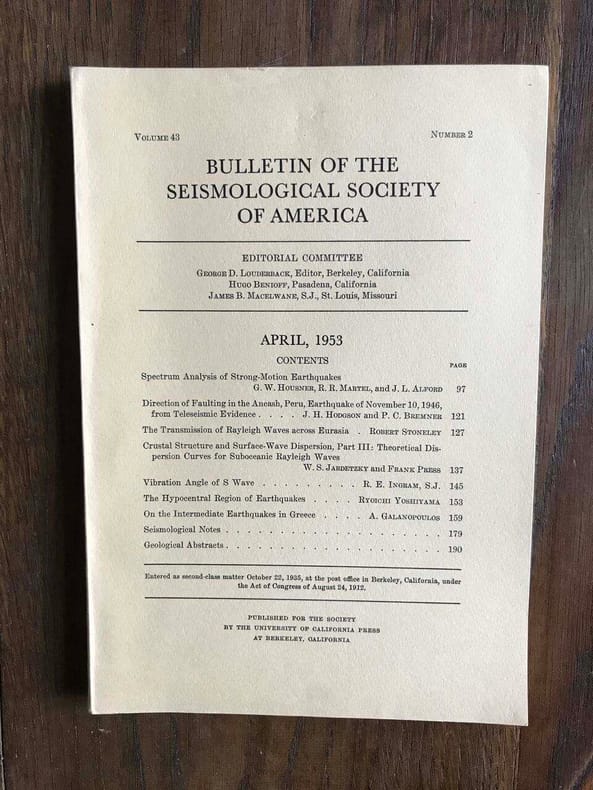 VOLUME 43 NUMBER 2
BULLETIN OF THE
SEISMOLOGICAL SOCIETY
OF AMERICA
EDITORIAL COMMITTEE
GEORGE D. LOUDERBACK, Editor, Berkeley, California
HUGO BENIOFF, Pasadena, California
JAMES B. MACELWANE, S.J., St. Louis, Missouri
APRIL, 1953
CONTENTS
PAGE
Spectrum Analysis of Strong-Motion Earthquakes
G. W. HOUSNER, R. R. MARTEL, and J. L. ALFORD 97
Direction of Faulting in the Ancash, Peru, Earthquake of November 10, 1946,
from Teleseismic Evidence . . . . J. H. HODGSON and P. C. BREMNER 121
The Transmission of Rayleigh Waves across Eurasia . ROBERT STONELEY 127
Crustal Structure and Surface-Wave Dispersion, Part III: Theoretical Dis-
persion Curves for Suboceanic Rayleigh Waves
W. S. JARDETZKY and FRANK PRESS 137
Vibration Angle of S Wave . . . . . . . . . R. E. INGRAM, S.J. 145
The Hypocentral Region of Earthquakes . . . . RYOICHI YOSHIYAMA 153
On the Intermediate Earthquakes in Greece . . . . A. GALANOPOULOS 159
Seismological Notes . . . . . . . . . . . . . . . . . . . . 179
Geological Abstracts . . . . . . . . . . . . . . . . . . . . 190
Entered as second-class matter October 22, 1935, at the post office in Berkeley, California, under
the Act of Congress of August 24, 1912.
PUBLISHED FOR THE SOCIETY
BY THE UNIVERSITY OF CALIFORNIA PRESS
AT BERKELEY, CALIFORNIA